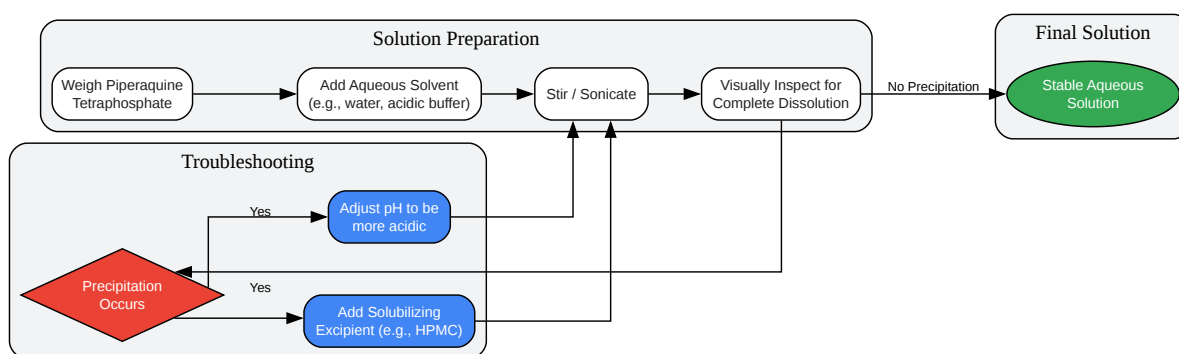 Solution Preparation
Final Solution
Weigh Piperaquine
Tetraphosphate
Add Aqueous Solvent
(e.g., water, acidic buffer)
Stir / Sonicate
Visually Inspect for
Complete Dissolution
No Precipitation
Stable Aqueous
Solution
Troubleshooting
Yes
Adjust pH to be
more acidic
Precipitation
Occurs
Yes
Add Solubilizing
Excipient (e.g., HPMC)